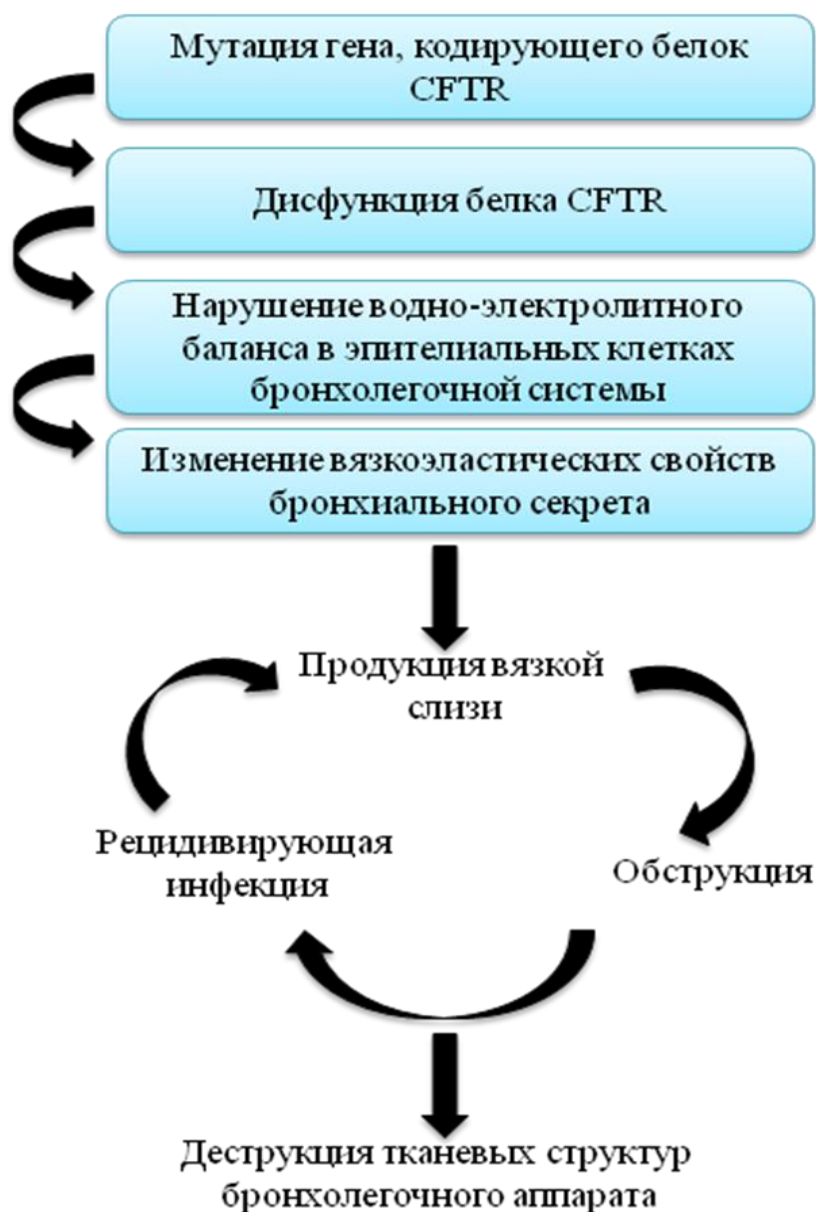 Мутация гена, кодирующего белок
CFTR
Дисфункция белка CFTR
Нарушение водно-электролитного
баланса в эпителиальных клетках
бронхолегочной системы
Изменение вязкоэластических свойств
бронхиального секрета
Продукция вязкой
слизи
Рецидивирующая
инфекция
Обструкция
Деструкция тканевых структур
бронхолегочного аппарата